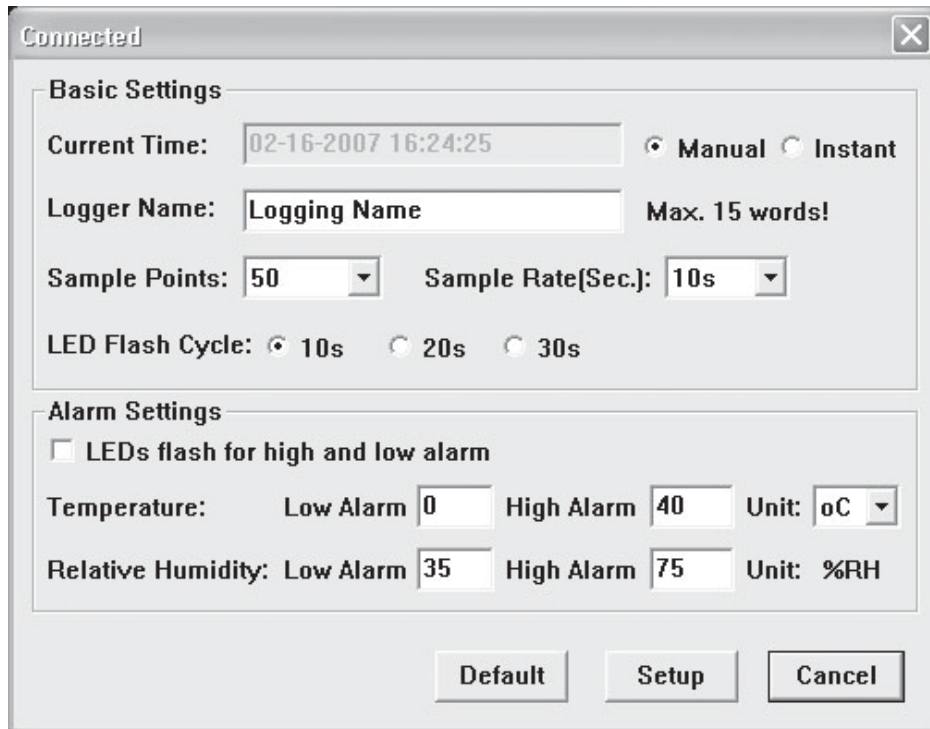 Connected
Basic Settings
Current Time: 02-16-2007 16:24:25 Manual Instant
Logger Name: Logging Name Max. 15 words!
Sample Points: 50 Sample Rate(Sec.): 10s
LED Flash Cycle: 10s 20s 30s
Alarm Settings
LEDs flash for high and low alarm
Temperature: Low Alarm 0 High Alarm 40 Unit: oC
Relative Humidity: Low Alarm 35 High Alarm 75 Unit: %RH
Default Setup Cancel